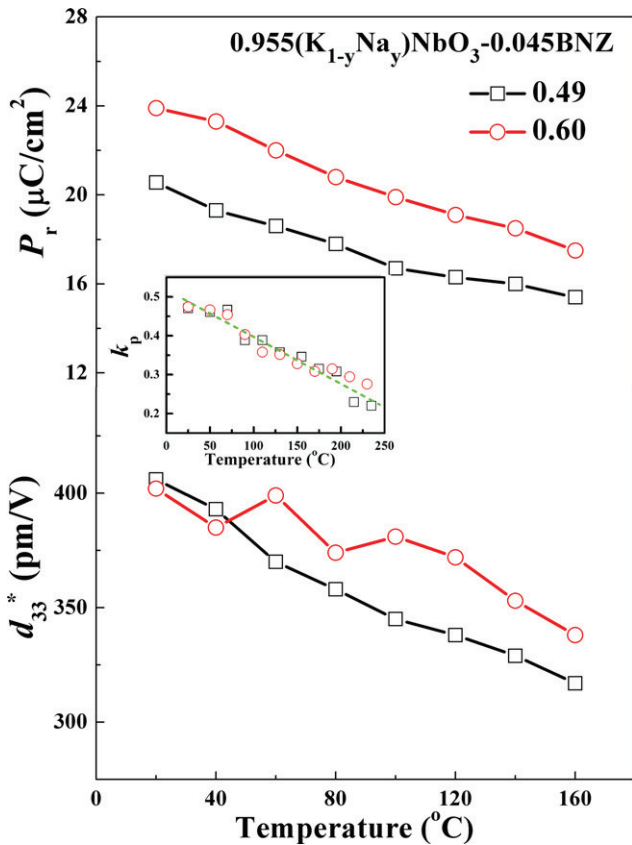 28
0.955(K1-yNay)NbO3-0.045BNZ
0.49
0.60
24
20
16
12
Pr (μC/cm2)
0.5
0.4
0.3
0.2
kp
0 50 100 150 200 250
Temperature (oC)
400
350
300
d33* (pm/V)
0 40 80 120 160
Temperature (oC)